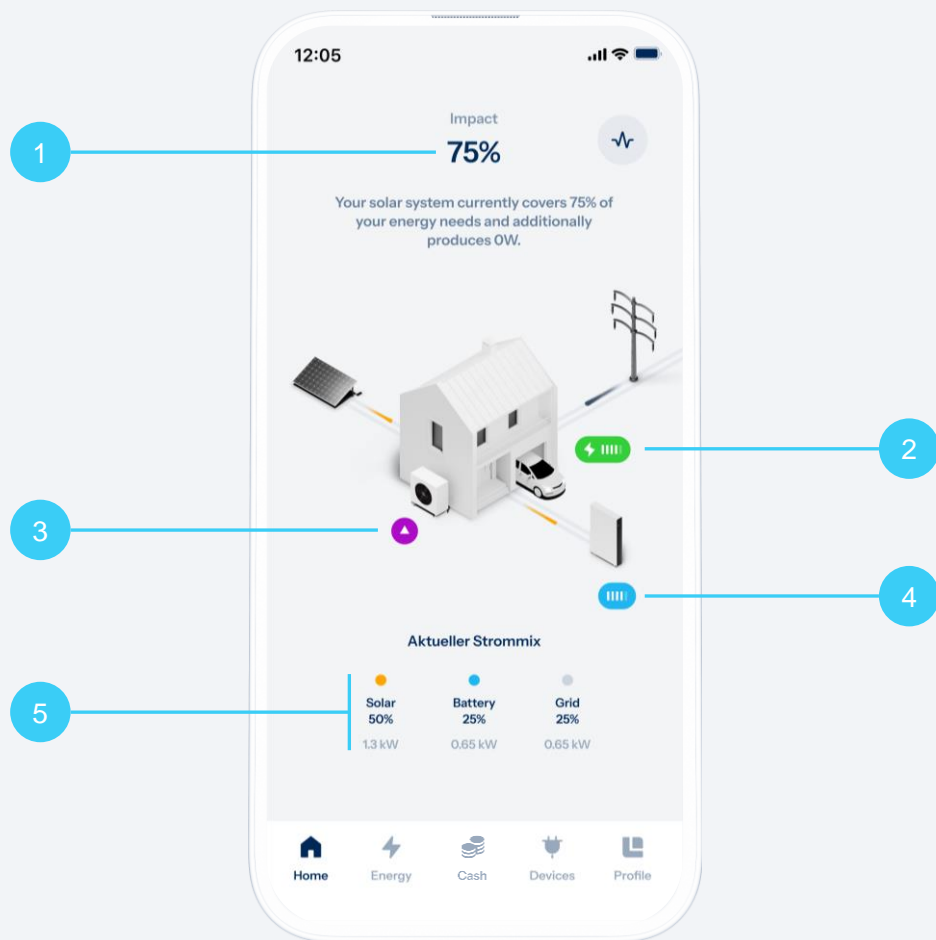 12:05
Impact
75%
Your solar system currently covers 75% of
your energy needs and additionally
produces 0W.
1
2
3
4
Aktueller Strommix
5
Solar
50%
1.3 kW
Battery
25%
0.65 kW
Grid
25%
0.65 kW
Home
Energy
Cash
Devices
Profile